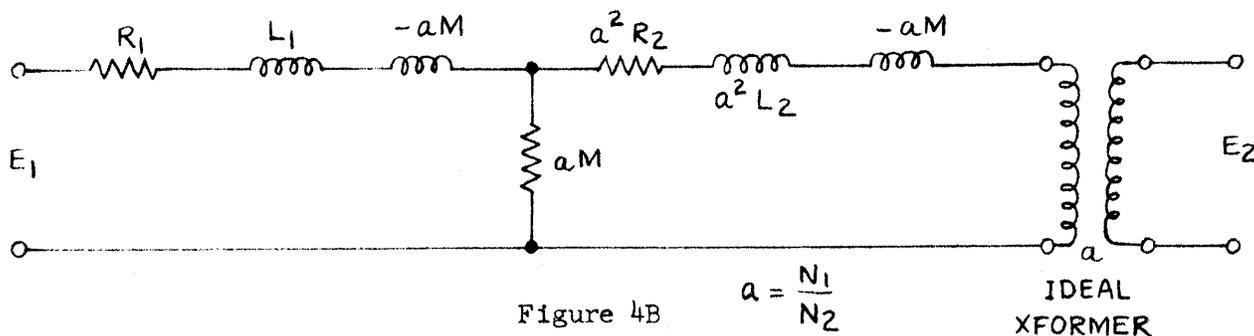 R₁
L₁
-aM
a² R₂
a² L₂
-aM
aM
E₁
E₂
a
IDEAL
XFORMER
a = N₁/N₂
Figure 4B